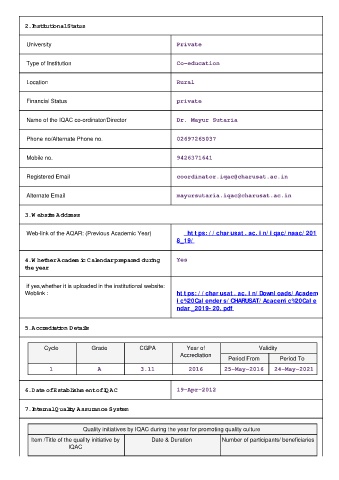 2. Institutional Status
University Private
Type of Institution Co-education
Location Rural
Financial Status private
Name of the IQAC co-ordinator/Director Dr. Mayur Sutaria
Phone no/Alternate Phone no. 02697265037
Mobile no. 9426371641
Registered Email coordinator.iqac@charusat.ac.in
Alternate Email mayursutaria.iqac@charusat.ac.in
3. Website Address
Web-link of the AQAR: (Previous Academic Year) https://charusat.ac.in/iqac/naac/201
8_19/
4. Whether Academic Calendar prepared during Yes
the year
If yes,whether it is uploaded in the institutional website:
Weblink : https://charusat.ac.in/Downloads/Academ
ic%20Calenders/CHARUSAT/Acacemic%20Cale
ndar_2019-20.pdf
5. Accrediation Details
Cycle Grade CGPA Year of Validity
Accrediation Period From Period To
1 A 3.11 2016 25-May-2016 24-May-2021
6. Date of Establishment of IQAC 19-Apr-2012
7. Internal Quality Assurance System
Quality initiatives by IQAC during the year for promoting quality culture
Item /Title of the quality initiative by Date & Duration Number of participants/ beneficiaries
IQAC